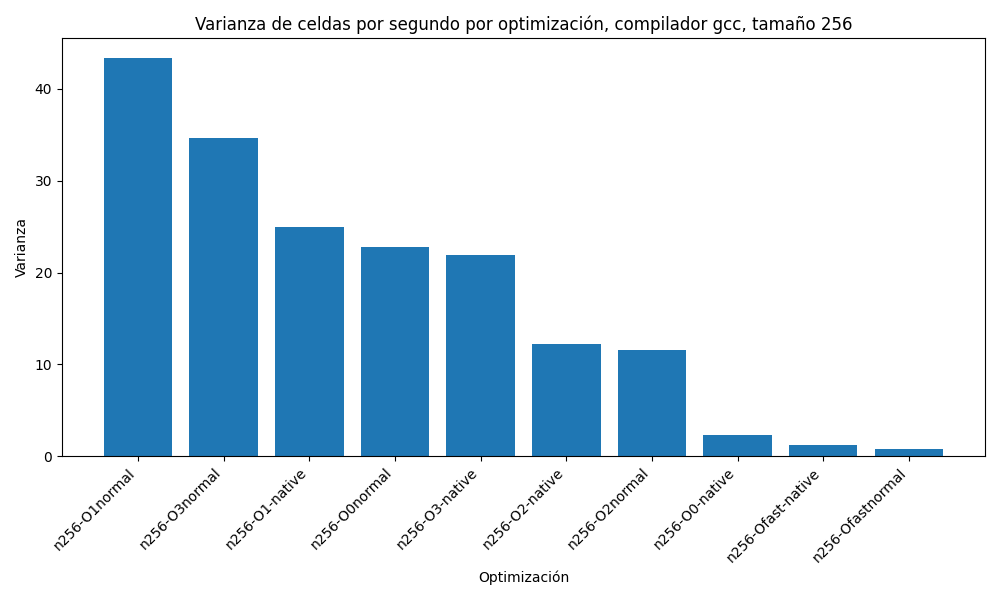 Varianza de celdas por segundo por optimización, compilador gcc, tamaño 256
Varianza
40
30
20
10
0
n256-O1normal
n256-O3normal
n256-O1-native
n256-O0normal
n256-O3-native
n256-O2-native
n256-O2normal
n256-O0-native
n256-Ofast-native
n256-Ofastnormal
Optimización